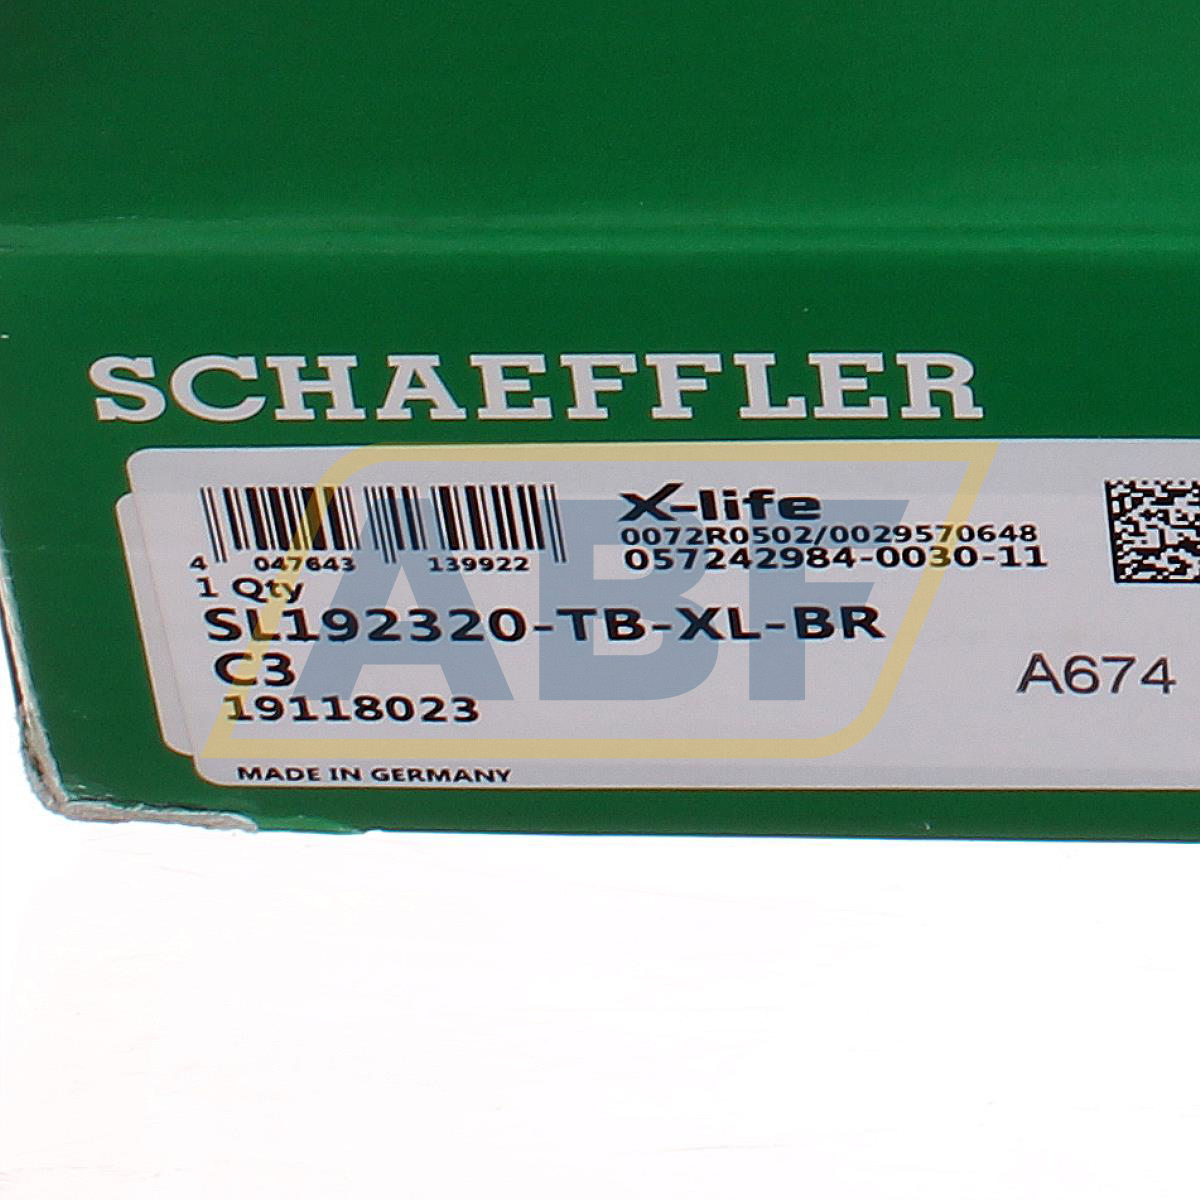 SCHAEFFLER
X-life
0072R0502/0029570648
057242984-0030-11
4 047643 139922
1 Qty
SL192320-TB-XL-BR
C3
A674
19118023
MADE IN GERMANY
ABF